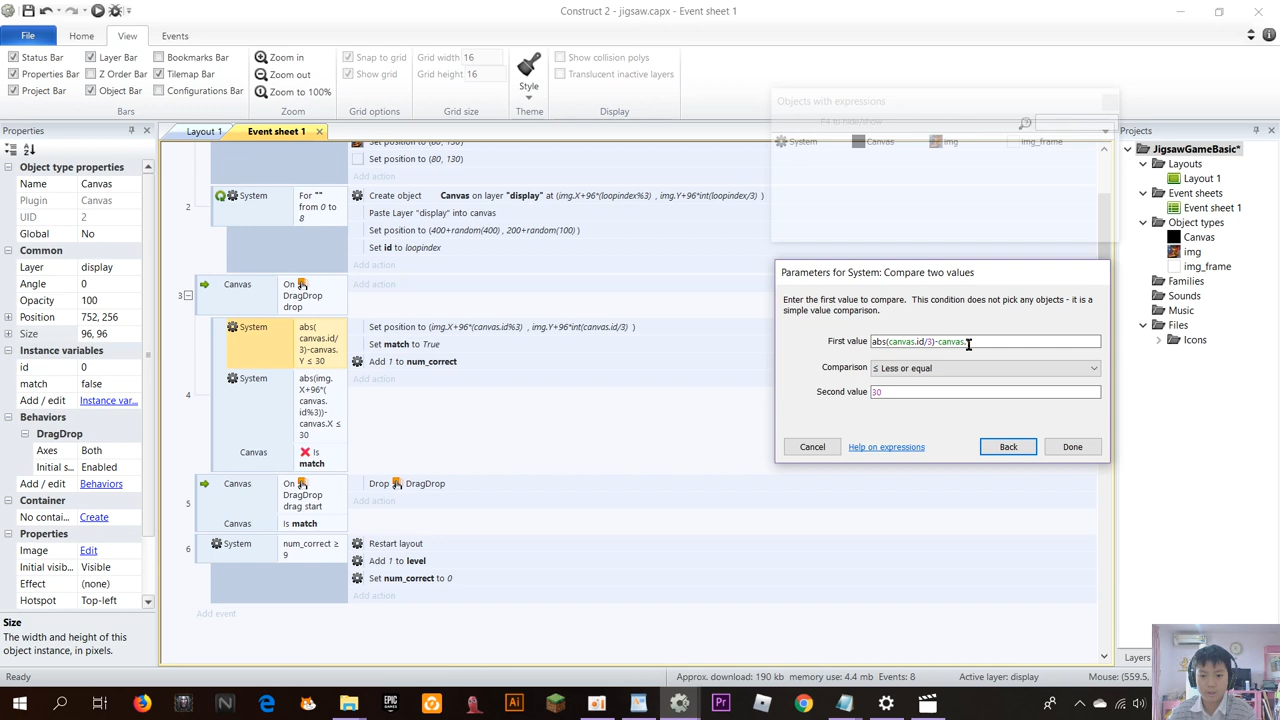 Construct 2 - jigsaw.capx - Event sheet 1
File
Home
View
Events
Status Bar
Layer Bar
Bookmarks Bar
Properties Bar
Z Order Bar
Tilemap Bar
Project Bar
Object Bar
Configurations Bar
Bars
Zoom in
Zoom out
Zoom to 100%
Zoom
Snap to grid
Show grid
Grid options
Grid width 16
Grid height 16
Grid size
Style
Theme
Show collision polys
Translucent inactive layers
Display
Properties
Object type properties
Name Canvas
Plugin Canvas
UID 2
Global No
Common
Layer display
Angle 0
Opacity 100
Position 752, 256
Size 96, 96
Instance variables
id 0
match false
Add / edit Instance var...
Behaviors
DragDrop
Axes Both
Initial s... Enabled
Add / edit Behaviors
Container
No contai... Create
Properties
Image Edit
Initial visib... Visible
Effect (none)
Hotspot Top-left
Size
The width and height of this
object instance, in pixels.
Layout 1
Event sheet 1
Set position to (80, 130)
Set position to (80, 130)
Add action
2
System
For ""
from 0 to
8
Create object Canvas on layer "display" at (img.X+96*(loopindex%3) , img.Y+96*int(loopindex/3) )
Paste Layer "display" into canvas
Set position to (400+random(400) , 200+random(100) )
Set id to loopindex
Add action
3
Canvas
On
DragDrop
drop
Add action
4
System
abs(
canvas.id/
3)-canvas.
Y ≤ 30
System
abs(img.
X+96*(
canvas.
id%3))-
canvas.X ≤
30
Canvas
Is
match
Set position to (img.X+96*(canvas.id%3) , img.Y+96*int(canvas.id/3) )
Set match to True
Add 1 to num_correct
Add action
5
Canvas
On
DragDrop
drag start
Canvas
Is match
Drop DragDrop
Add action
6
System
num_correct ≥
9
Restart layout
Add 1 to level
Set num_correct to 0
Add action
Add event
Objects with expressions
F4 to hide/show
System
Canvas
img
img_frame
Parameters for System: Compare two values
Enter the first value to compare. This condition does not pick any objects - it is a
simple value comparison.
First value abs(canvas.id/3)-canvas.
Comparison ≤ Less or equal
Second value 30
Cancel
Help on expressions
Back
Done
Projects
JigsawGameBasic*
Layouts
Layout 1
Event sheets
Event sheet 1
Object types
Canvas
img
img_frame
Families
Sounds
Music
Files
Icons
Layers
Ready
Approx. download: 190 kb memory use: 4.4 mb
Events: 8
Active layer: display
Mouse: (559.5,